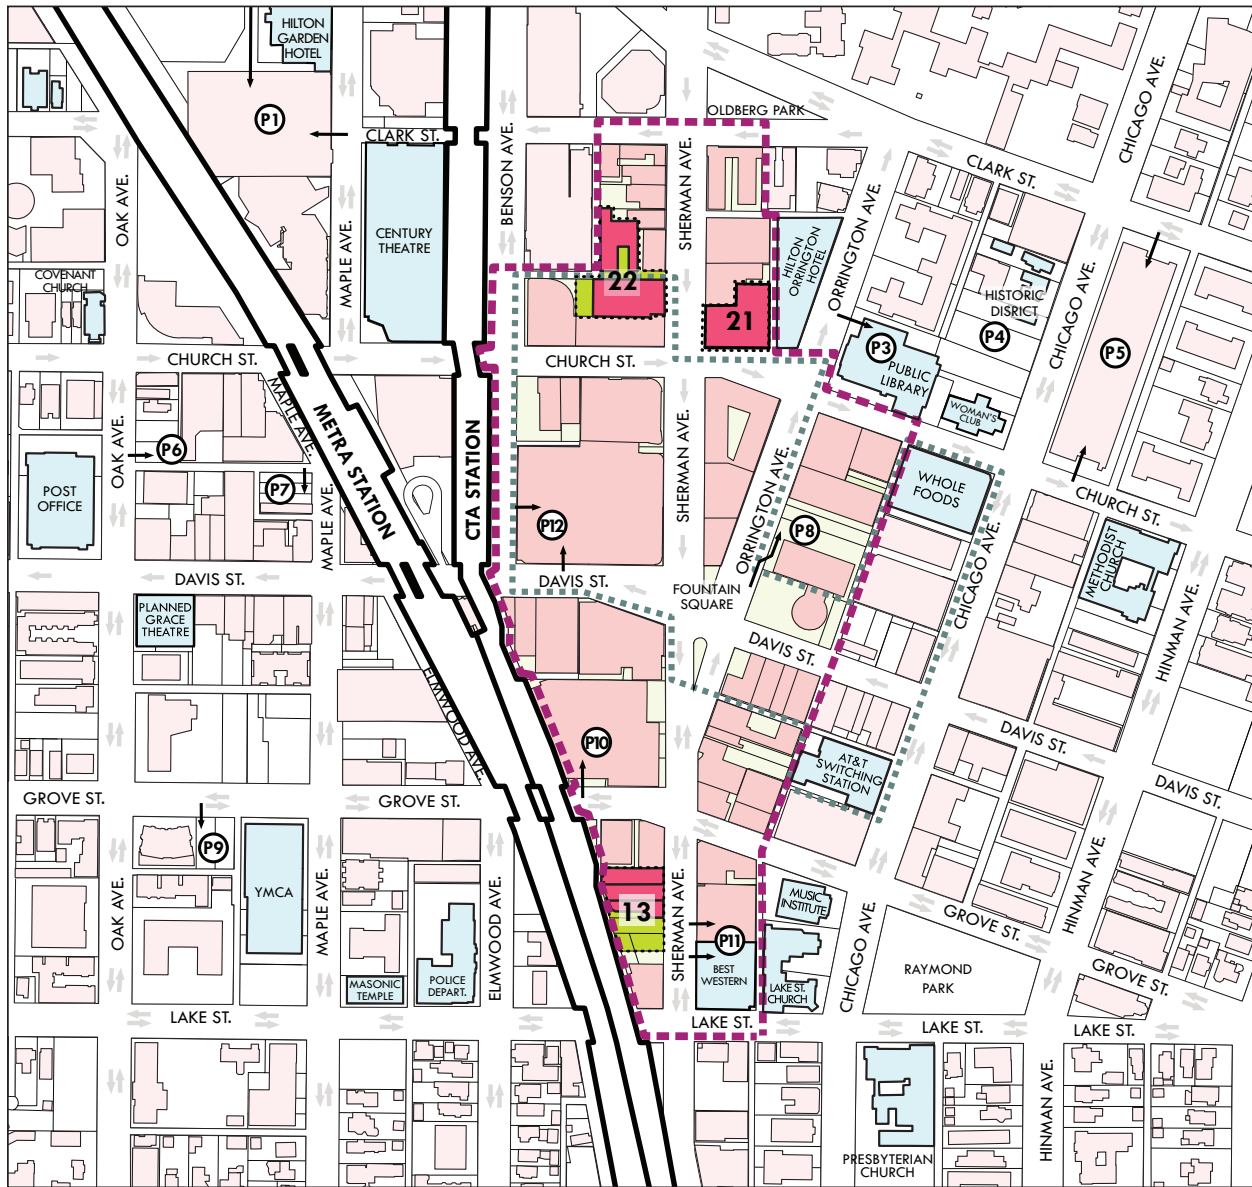 HILTON
GARDEN
HOTEL
P1
CLARK ST.
OLDBERG PARK
CLARK ST.
CHICAGO AVE.
CHICAGO AVE.
OAK AVE.
MAPLE AVE.
BENSON AVE.
SHERMAN AVE.
ORRINGTON AVE.
CENTURY
THEATRE
COVENANT
CHURCH
HILTON
ORRINGTON
HOTEL
22
21
HISTORIC
DISRICT
P4
P3
PUBLIC
LIBRARY
P5
CHICAGO AVE.
CHURCH ST.
CHURCH ST.
WOMAN'S
CLUB
MAPLE AVE.
METRA STATION
CTA STATION
OAK AVE.
P6
P7
POST
OFFICE
MAPLE AVE.
SHERMAN AVE.
ORRINGTON AVE.
WHOLE
FOODS
CHURCH ST.
P12
P8
CHICAGO AVE.
METHODIST
CHURCH
HINMAN AVE.
DAVIS ST.
DAVIS ST.
FOUNTAIN
SQUARE
DAVIS ST.
PLANNED
GRACE
THEATRE
ELMWOOD AVE.
P10
AT&T
SWITCHING
STATION
DAVIS ST.
DAVIS ST.
GROVE ST.
GROVE ST.
P9
YMCA
OAK AVE.
MAPLE AVE.
ELMWOOD AVE.
13
SHERMAN AVE.
P11
BEST
WESTERN
MUSIC
INSTITUTE
LAKE ST.
CHURCH
CHICAGO AVE.
GROVE ST.
HINMAN AVE.
GROVE ST.
RAYMOND
PARK
MASONIC
TEMPLE
POLICE
DEPART.
LAKE ST.
LAKE ST.
LAKE ST.
LAKE ST.
HINMAN AVE.
PRESBYTERIAN
CHURCH